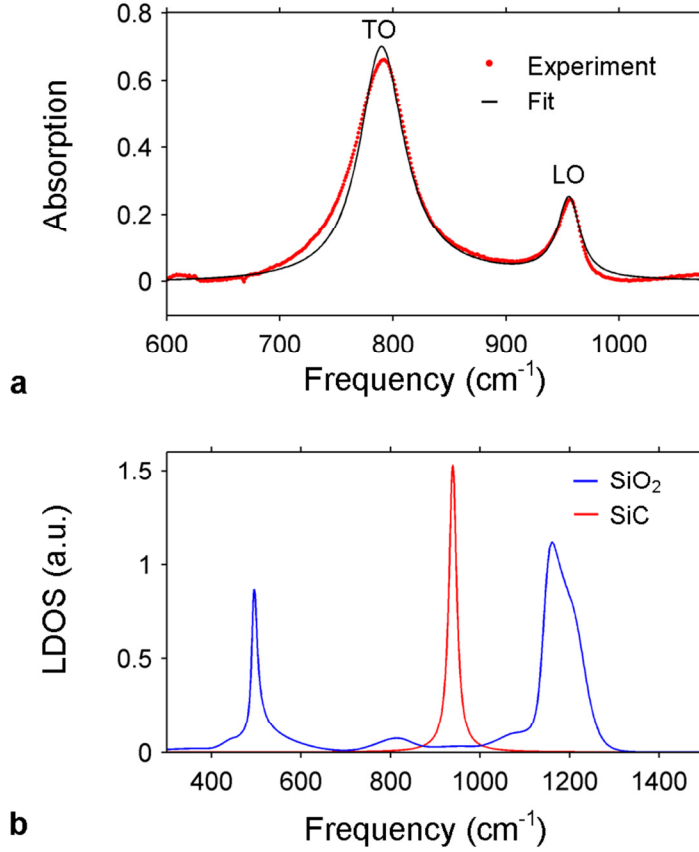 0.8
TO
Experiment
Fit
0.6
Absorption
0.4
LO
0.2
0
600 700 800 900 1000
Frequency (cm-1)
a
1.5
SiO2
SiC
LDOS (a.u.)
1
0.5
0
400 600 800 1000 1200 1400
Frequency (cm-1)
b